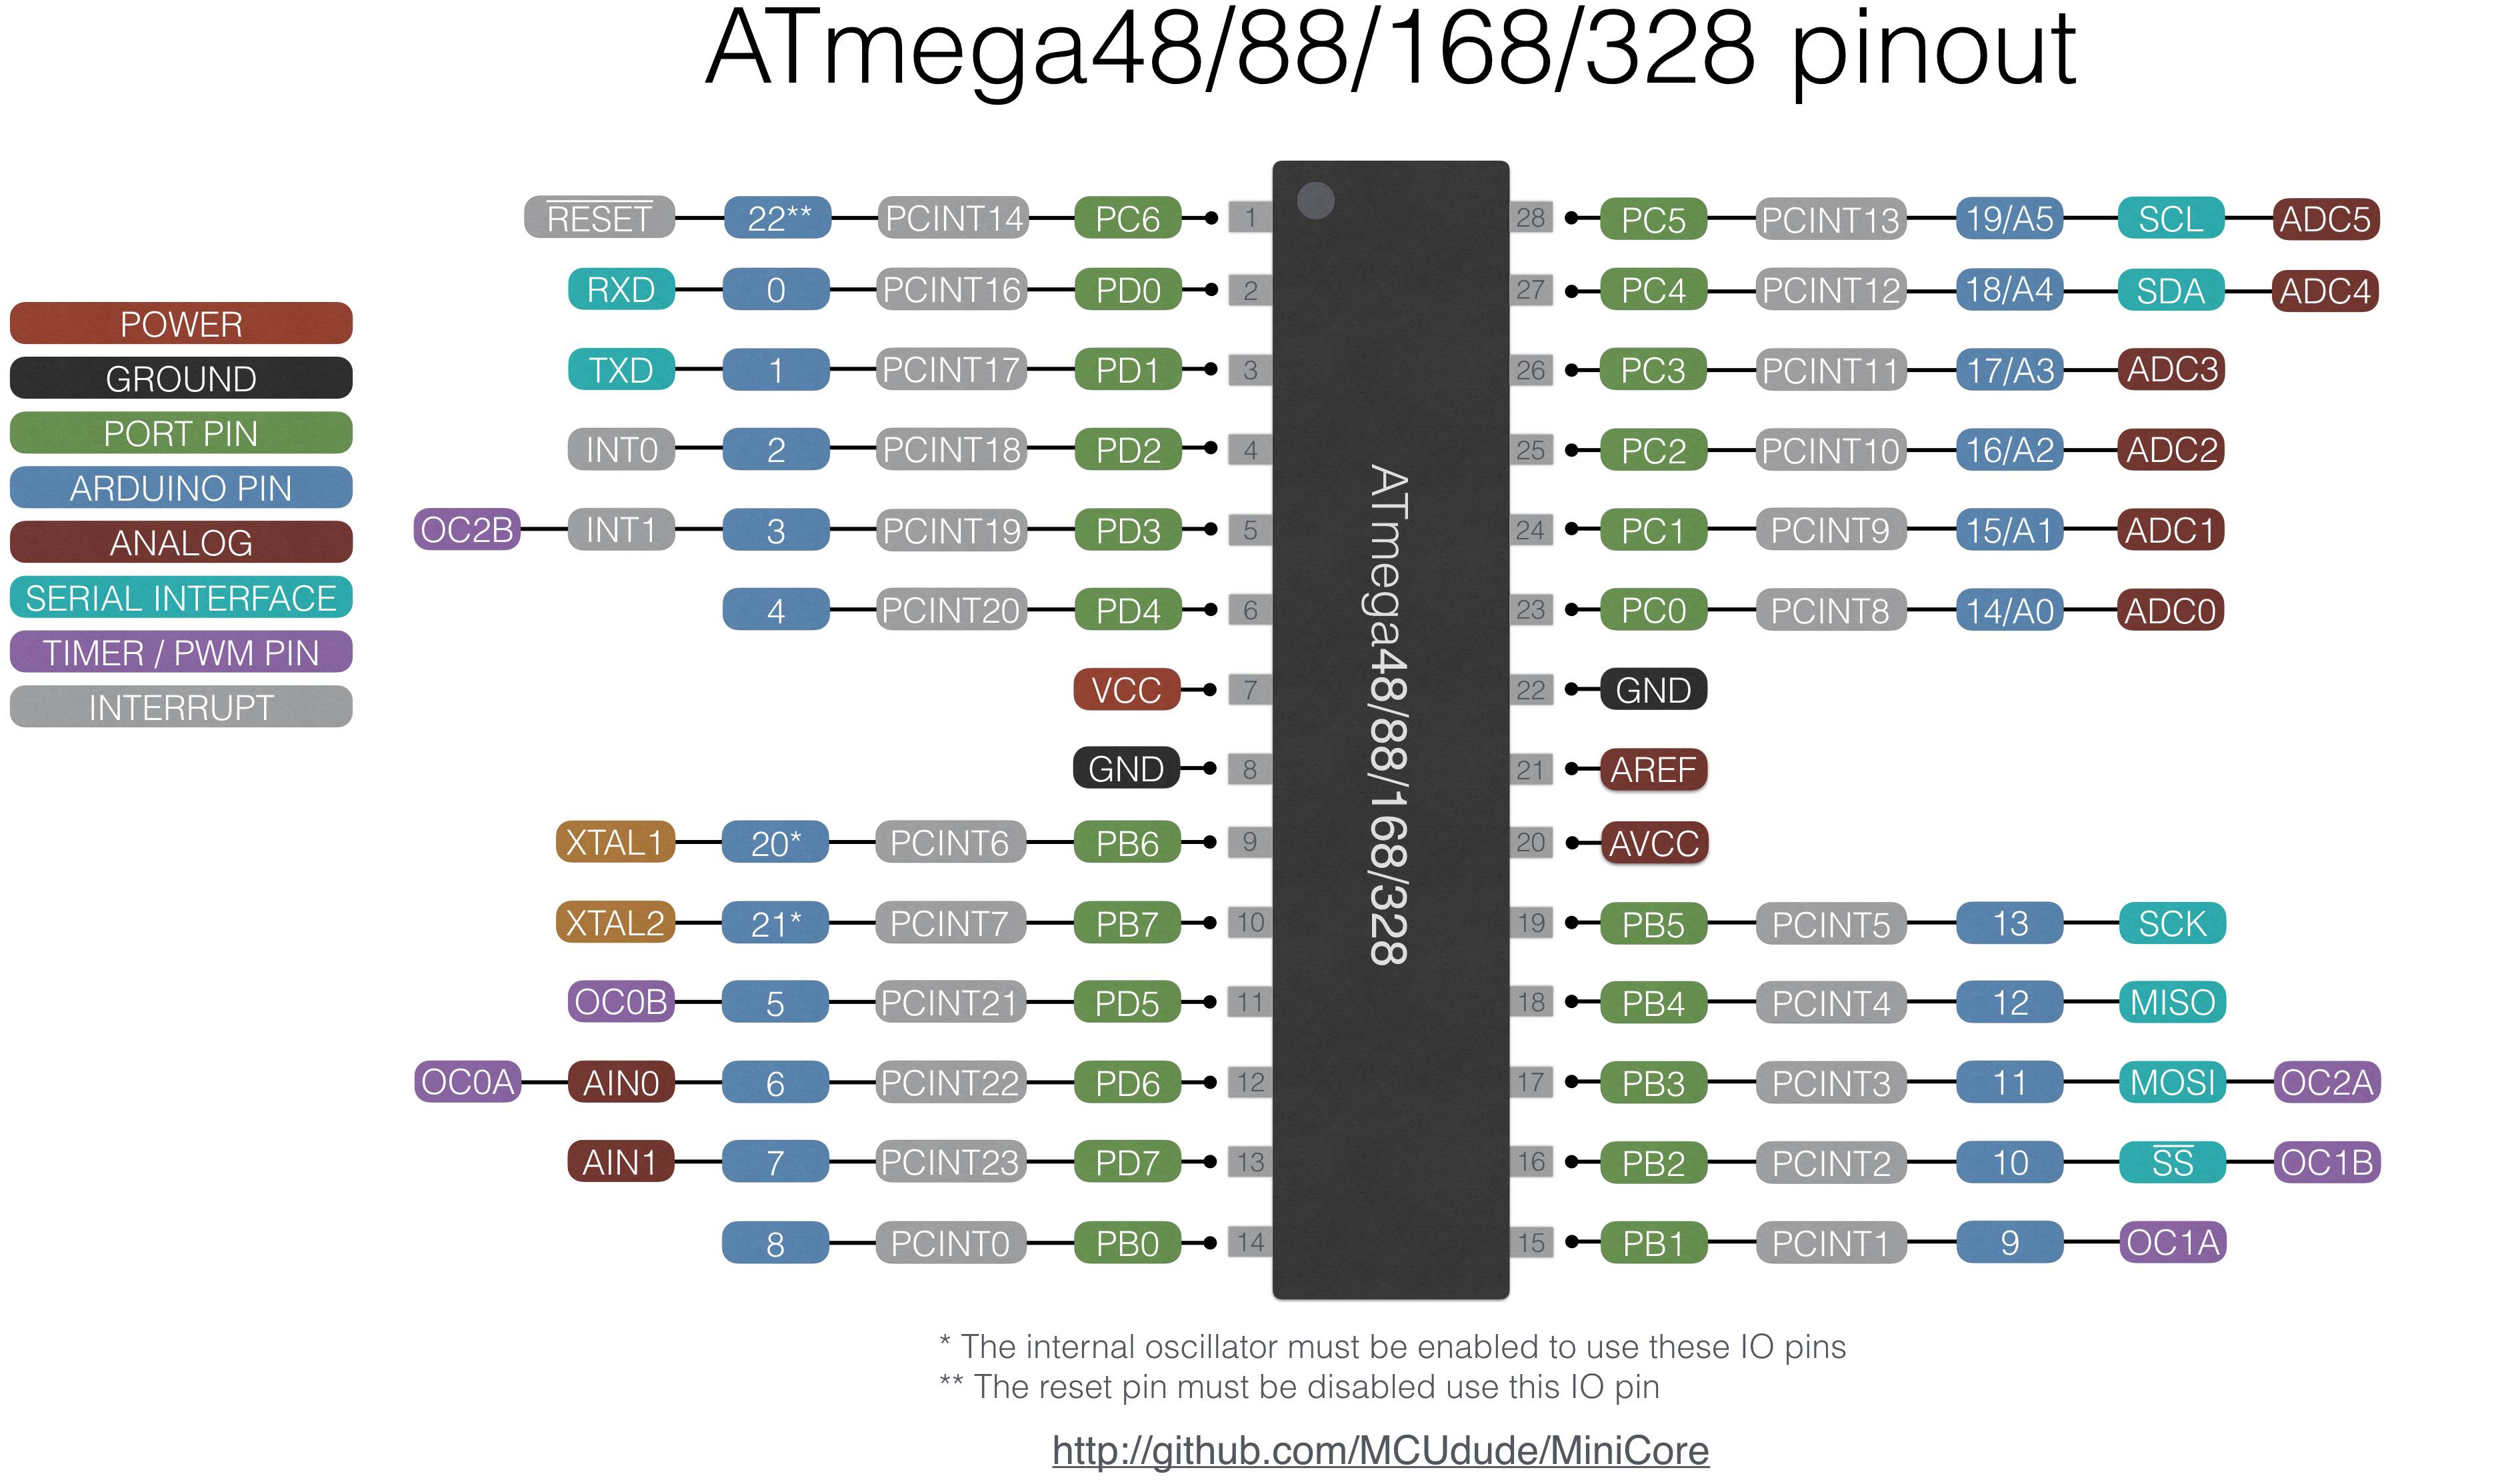 ATmega48/88/168/328 pinout
POWER
GROUND
PORT PIN
ARDUINO PIN
ANALOG
SERIAL INTERFACE
TIMER / PWM PIN
INTERRUPT
RESET 22** PCINT14 PC6 1 28 PC5 PCINT13 19/A5 SCL ADC5
RXD 0 PCINT16 PD0 2 27 PC4 PCINT12 18/A4 SDA ADC4
TXD 1 PCINT17 PD1 3 26 PC3 PCINT11 17/A3 ADC3
INT0 2 PCINT18 PD2 4 25 PC2 PCINT10 16/A2 ADC2
OC2B INT1 3 PCINT19 PD3 5 24 PC1 PCINT9 15/A1 ADC1
4 PCINT20 PD4 6 23 PC0 PCINT8 14/A0 ADC0
VCC 7 22 GND
GND 8 21 AREF
XTAL1 20* PCINT6 PB6 9 20 AVCC
XTAL2 21* PCINT7 PB7 10 19 PB5 PCINT5 13 SCK
OC0B 5 PCINT21 PD5 11 18 PB4 PCINT4 12 MISO
OC0A AIN0 6 PCINT22 PD6 12 17 PB3 PCINT3 11 MOSI OC2A
AIN1 7 PCINT23 PD7 13 16 PB2 PCINT2 10 SS OC1B
8 PCINT0 PB0 14 15 PB1 PCINT1 9 OC1A
ATmega48/88/168/328
* The internal oscillator must be enabled to use these IO pins
** The reset pin must be disabled use this IO pin
http://github.com/MCUdude/MiniCore